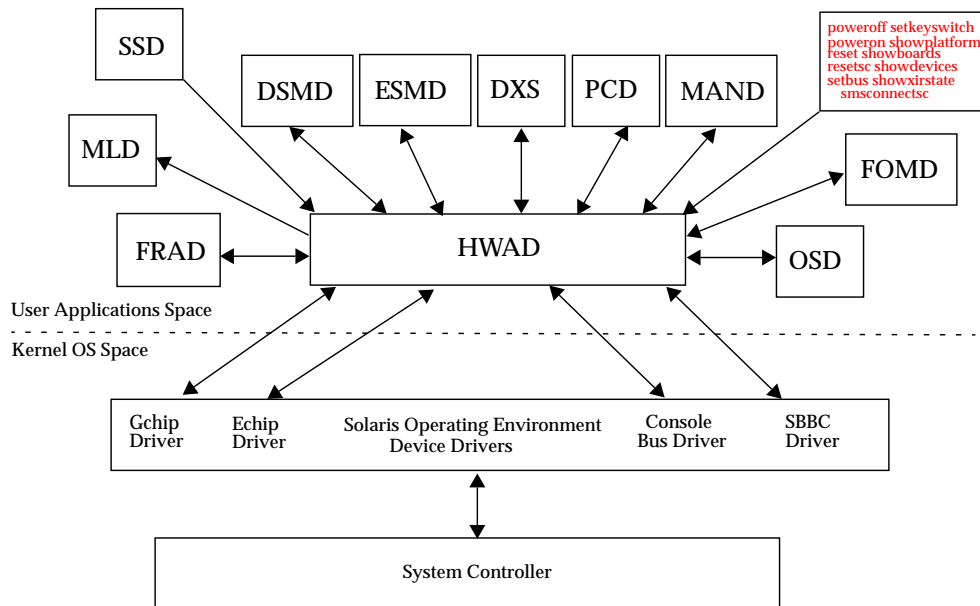 SSD
poweroff setkeyswitch
poweron showplatform
reset showboards
resetsc showdevices
setbus showxirstate
smsconnectsc
DSMD
ESMD
DXS
PCD
MAND
MLD
FOMD
FRAD
HWAD
OSD
User Applications Space
Kernel OS Space
Gchip
Driver
Echip
Driver
Solaris Operating Environment
Device Drivers
Console
Bus Driver
SBBC
Driver
System Controller